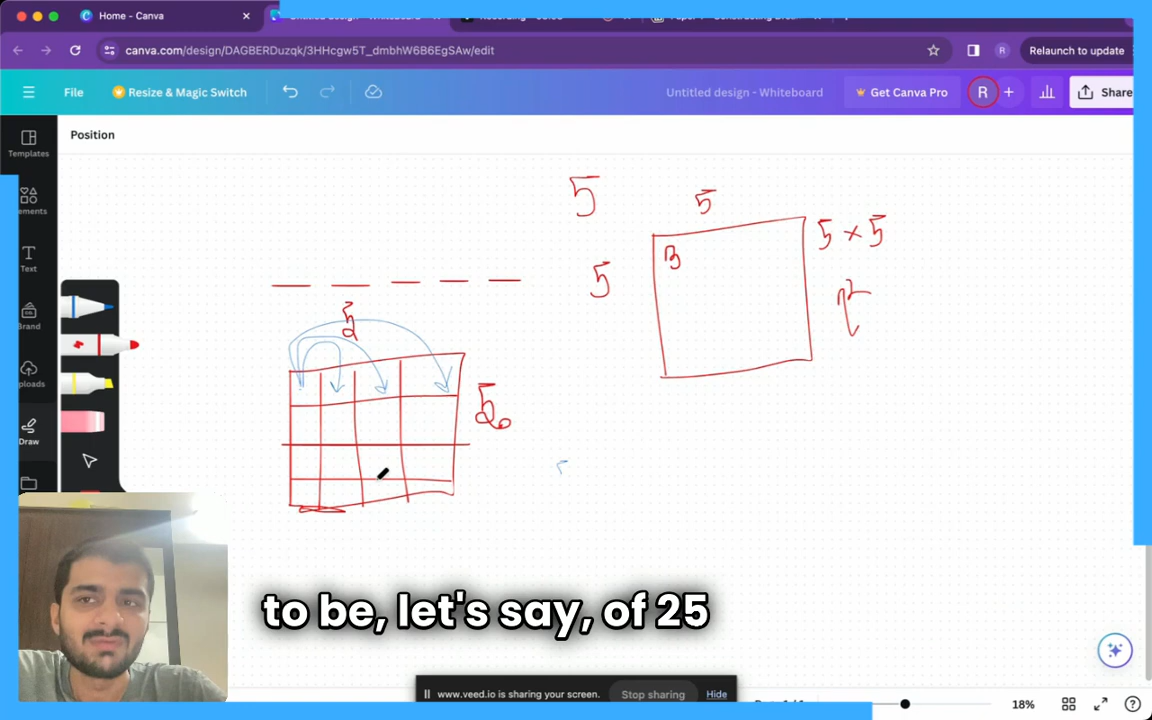 Home - Canva
canva.com/design/DAGBERDuzqk/3HHcgw5T_dmbhW6B6EgSAw/edit
R
Relaunch to update
File
Resize & Magic Switch
Untitled design - Whiteboard
Get Canva Pro
R
Share
Templates
Position
ements
Text
Brand
ploads
Draw
5
5
5 × 5
5
to be, let's say, of 25
www.veed.io is sharing your screen.
Stop sharing
Hide
18%